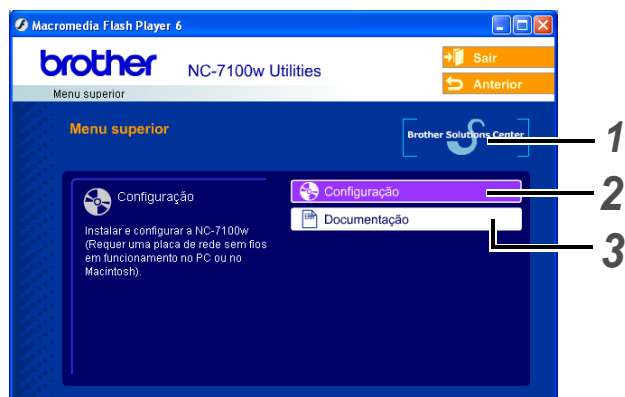 Macromedia Flash Player 6
brother
NC-7100w Utilities
Sair
Anterior
Menu superior
Menu superior
Brother Solutions Center
1
Configuração
Configuração
2
Documentação
3
Instalar e configurar a NC-7100w
(Requer uma placa de rede sem fios
em funcionamento no PC ou no
Macintosh).